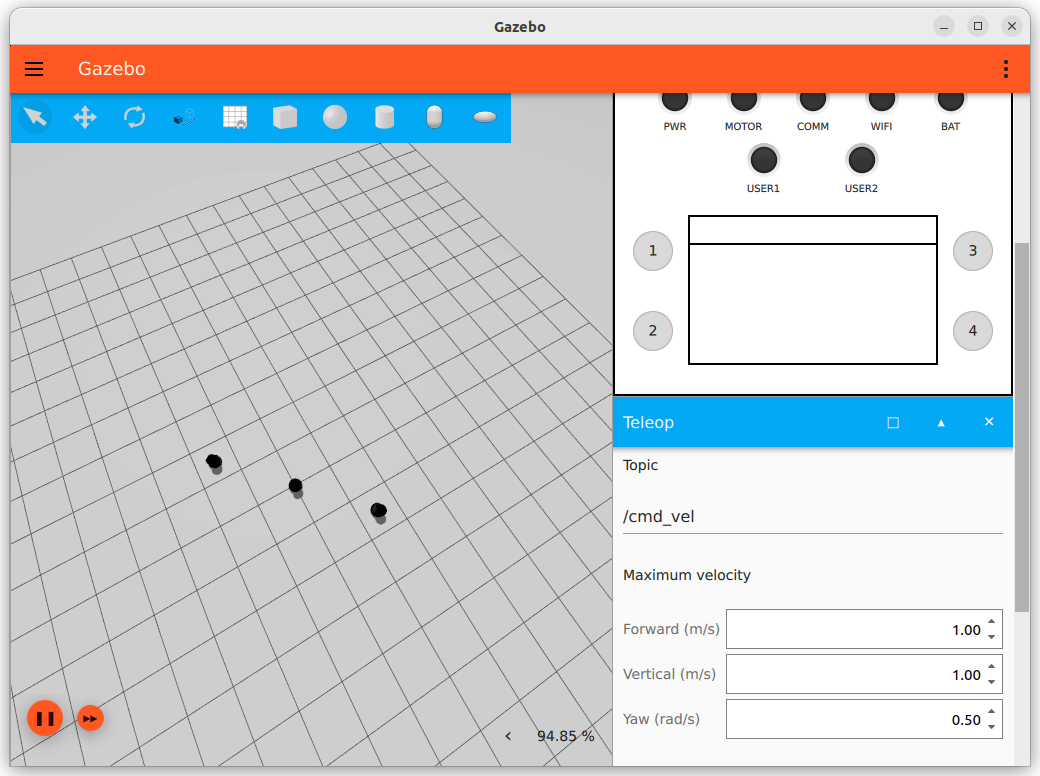 Gazebo
Gazebo
PWR MOTOR COMM WIFI BAT
USER1 USER2
1 3
2 4
Teleop
Topic
/cmd_vel
Maximum velocity
Forward (m/s) 1.00
Vertical (m/s) 1.00
Yaw (rad/s) 0.50
94.85 %